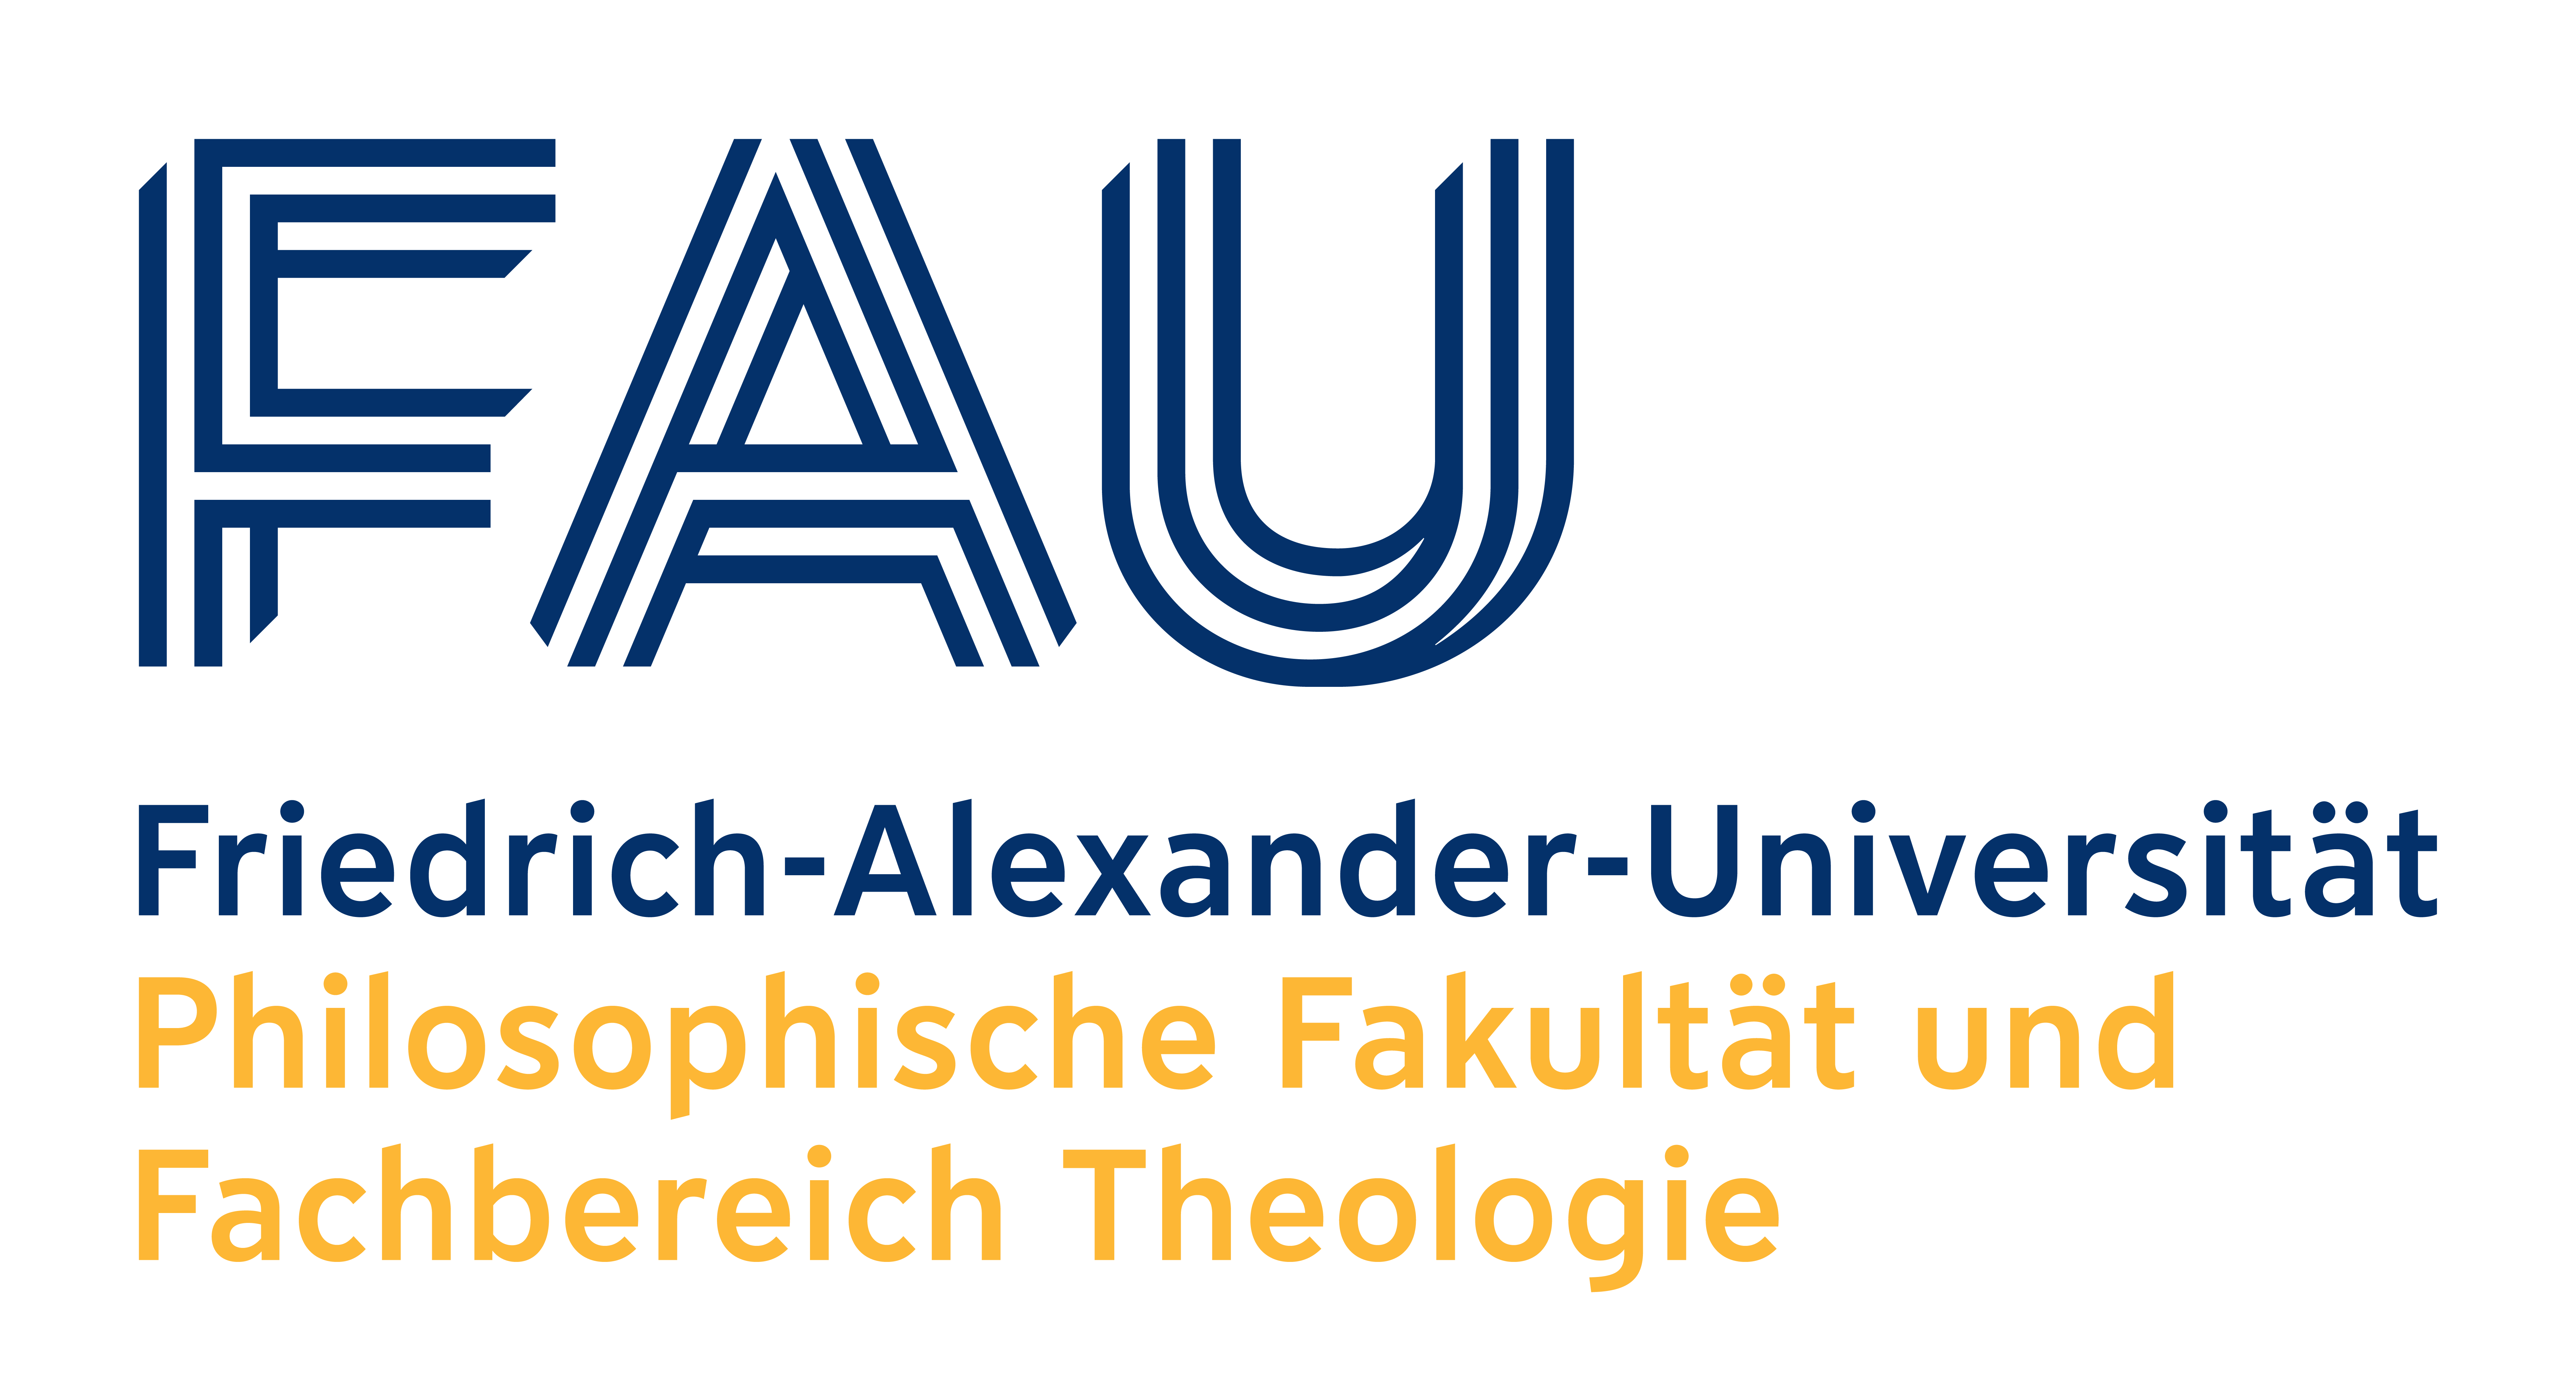 FAU
Friedrich-Alexander-Universität
Philosophische Fakultät und
Fachbereich Theologie